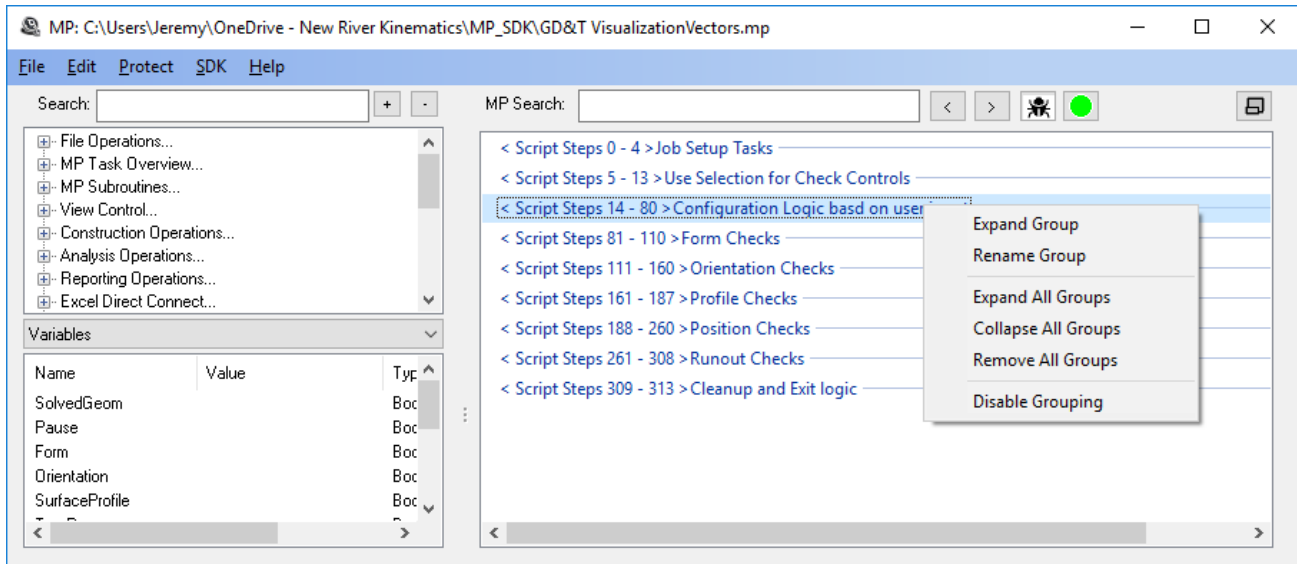 MP: C:\Users\Jeremy\OneDrive - New River Kinematics\MP_SDK\GD&T VisualizationVectors.mp
File Edit Protect SDK Help
Search: + -
MP Search: < >
File Operations...
MP Task Overview...
MP Subroutines...
View Control...
Construction Operations...
Analysis Operations...
Reporting Operations...
Excel Direct Connect...
Variables
Name Value Typ
SolvedGeom Boo
Pause Boo
Form Boo
Orientation Boo
SurfaceProfile Boo
< Script Steps 0 - 4 >Job Setup Tasks
< Script Steps 5 - 13 >Use Selection for Check Controls
< Script Steps 14 - 80 >Configuration Logic basd on user
< Script Steps 81 - 110 >Form Checks
< Script Steps 111 - 160 >Orientation Checks
< Script Steps 161 - 187 >Profile Checks
< Script Steps 188 - 260 >Position Checks
< Script Steps 261 - 308 >Runout Checks
< Script Steps 309 - 313 >Cleanup and Exit logic
Expand Group
Rename Group
Expand All Groups
Collapse All Groups
Remove All Groups
Disable Grouping